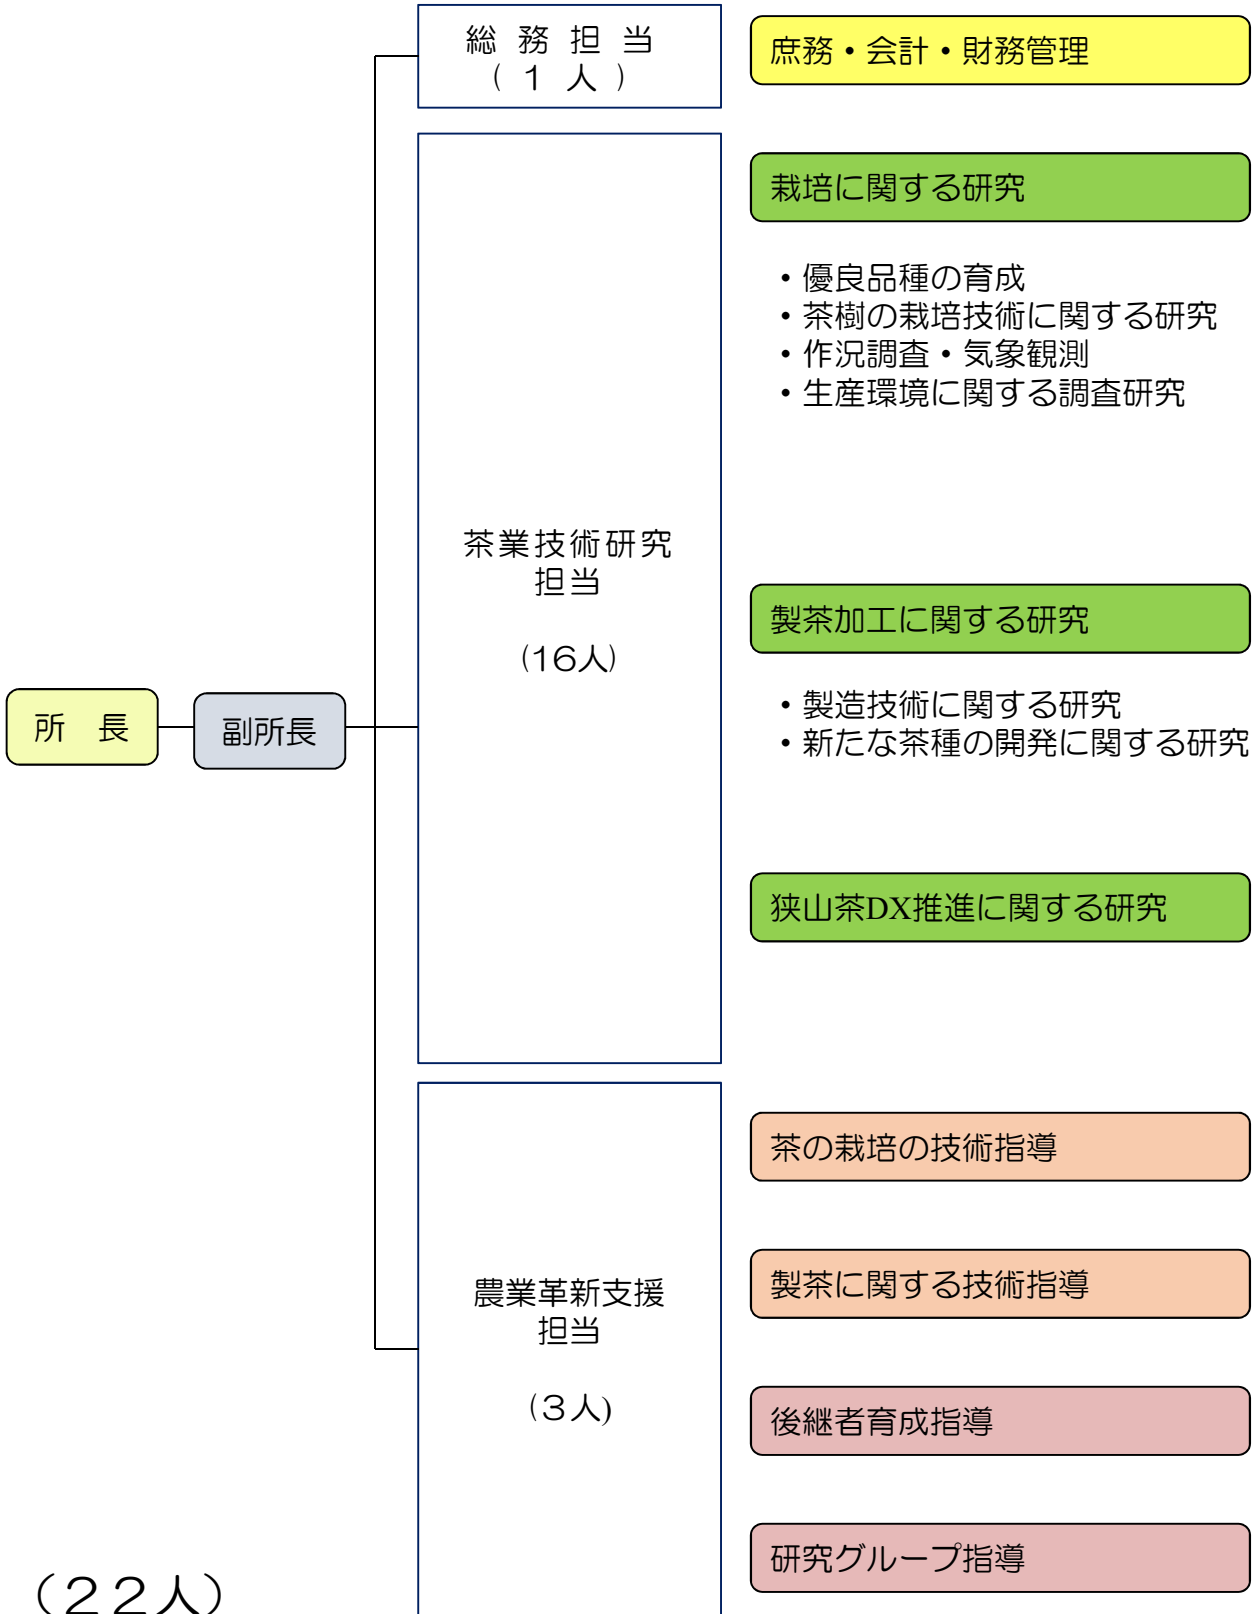 総 務 担 当
( １ 人 )
庶務・会計・財務管理
栽培に関する研究
・優良品種の育成
・茶樹の栽培技術に関する研究
・作況調査・気象観測
・生産環境に関する調査研究
茶業技術研究
担当
(16人)
製茶加工に関する研究
・製造技術に関する研究
・新たな茶種の開発に関する研究
狭山茶DX推進に関する研究
所　長
副所長
農業革新支援
担当
(３人)
茶の栽培の技術指導
製茶に関する技術指導
後継者育成指導
研究グループ指導
（２２人）